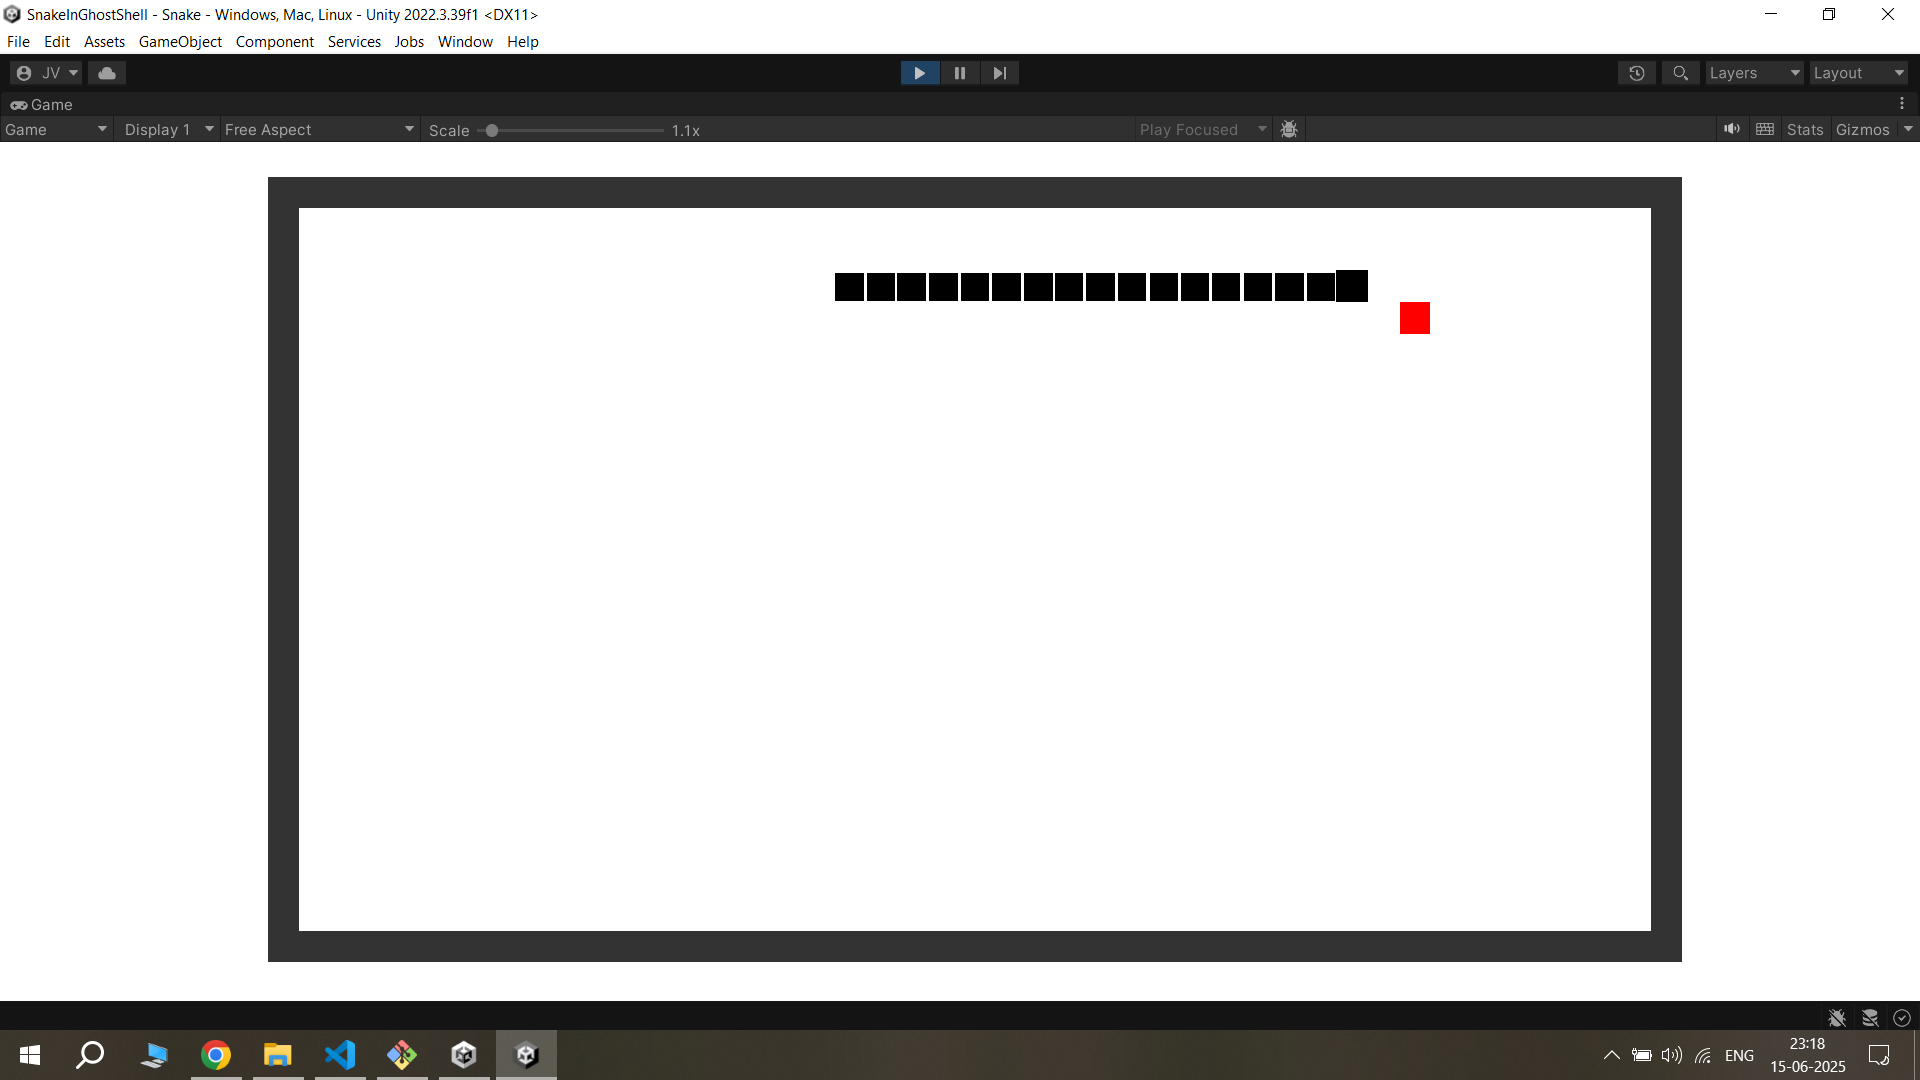 SnakeInGhostShell - Snake - Windows, Mac, Linux - Unity 2022.3.39f1 <DX11>
File Edit Assets GameObject Component Services Jobs Window Help
JV Layers Layout
Game
Game Display 1 Free Aspect Scale 1.1x Play Focused Stats Gizmos
23:18
ENG
15-06-2025